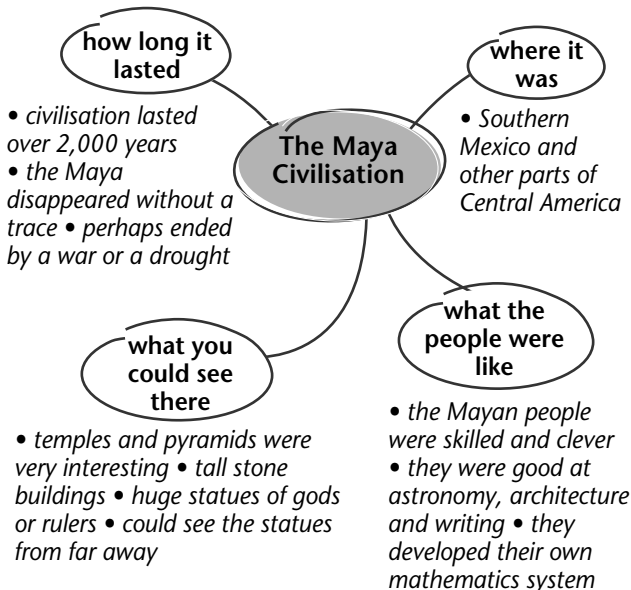 how long it
lasted
• civilisation lasted
over 2,000 years
• the Maya
disappeared without a
trace • perhaps ended
by a war or a drought
The Maya
Civilisation
where it
was
• Southern
Mexico and
other parts of
Central America
what you
could see
there
• temples and pyramids were
very interesting • tall stone
buildings • huge statues of gods
or rulers • could see the statues
from far away
what the
people were
like
• the Mayan people
were skilled and clever
• they were good at
astronomy, architecture
and writing • they
developed their own
mathematics system